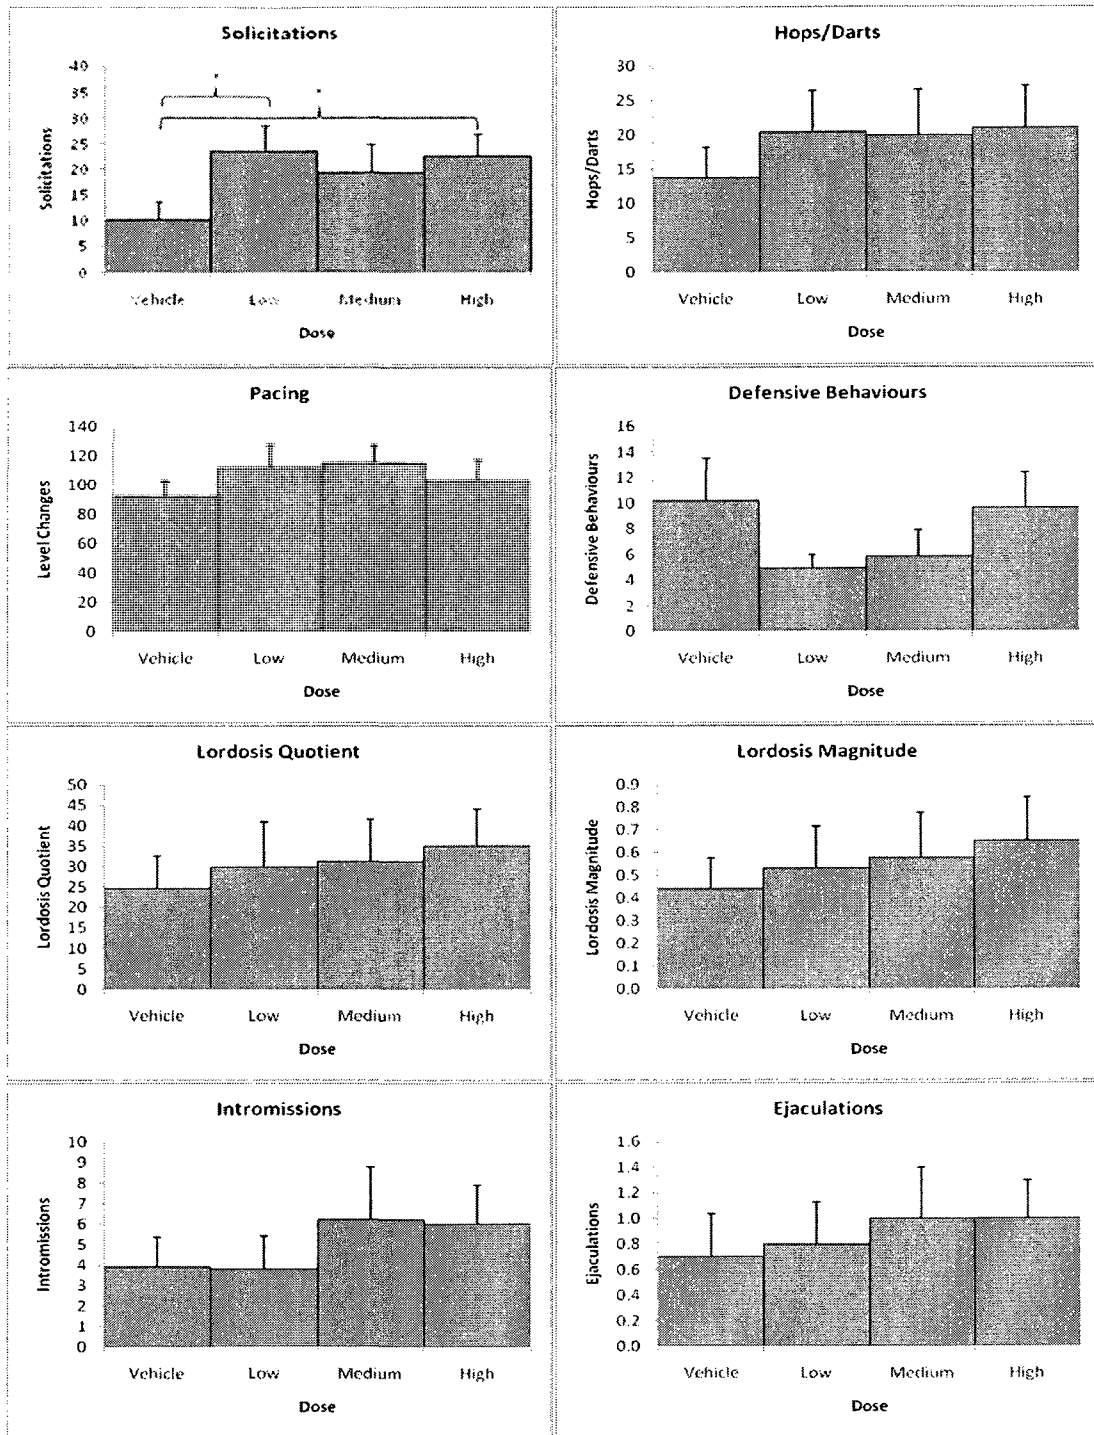 Solicitations
40
35
30
25
20
15
10
5
0
Solicitations
*
*
Vehicle Low Medium High
Dose
Hops/Darts
30
25
20
15
10
5
0
Hops/Darts
Vehicle Low Medium High
Dose
Pacing
140
120
100
80
60
40
20
0
Level Changes
Vehicle Low Medium High
Dose
Defensive Behaviours
16
14
12
10
8
6
4
2
0
Defensive Behaviours
Vehicle Low Medium High
Dose
Lordosis Quotient
50
45
40
35
30
25
20
15
10
5
0
Lordosis Quotient
Vehicle Low Medium High
Dose
Lordosis Magnitude
0.9
0.8
0.7
0.6
0.5
0.4
0.3
0.2
0.1
0.0
Lordosis Magnitude
Vehicle Low Medium High
Dose
Intromissions
10
9
8
7
6
5
4
3
2
1
0
Intromissions
Vehicle Low Medium High
Dose
Ejaculations
1.6
1.4
1.2
1.0
0.8
0.6
0.4
0.2
0.0
Ejaculations
Vehicle Low Medium High
Dose